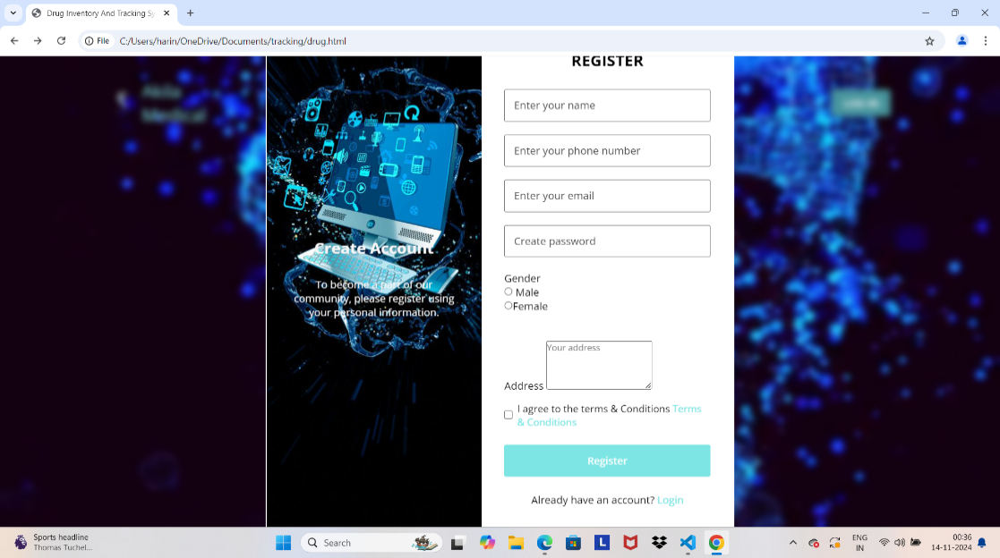 Drug Inventory And Tracking Sy
File
C:/Users/harin/OneDrive/Documents/tracking/drug.html
Akila
Medical
LOG IN
REGISTER
Enter your name
Enter your phone number
Enter your email
Create password
Create Account
To become a part of our
community, please register using
your personal information.
Gender
Male
Female
Your address
Address
I agree to the terms & Conditions Terms
& Conditions
Register
Already have an account? Login
Sports headline
Thomas Tuchel...
Search
ENG
IN
00:36
14-11-2024